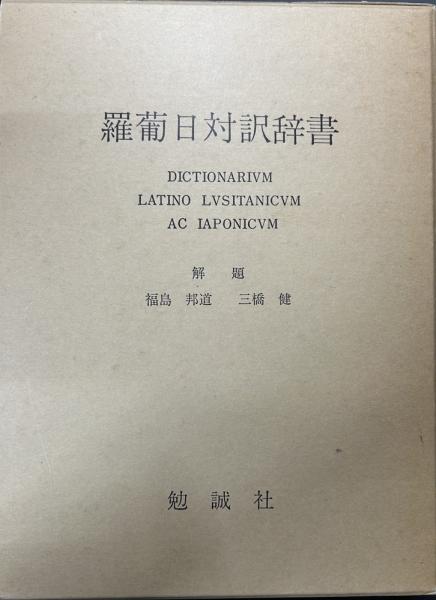 羅葡日対訳辞書
DICTIONARIVM
LATINO LVSITANICVM
AC IAPONICVM
解 題
福島 邦道 三橋 健
勉誠社